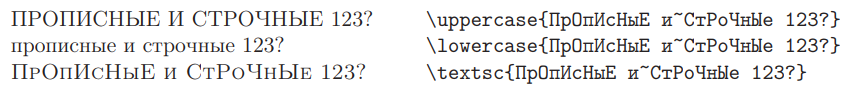 ПРОПИСНЫЕ И СТРОЧНЫЕ 123? \uppercase{ПрОпИсНыЕ и~СтРоЧнЫе 123?}
прописные и строчные 123? \lowercase{ПрОпИсНыЕ и~СтРоЧнЫе 123?}
ПрОпИсНыЕ и СтРоЧнЫе 123? \textsc{ПрОпИсНыЕ и~СтРоЧнЫе 123?}